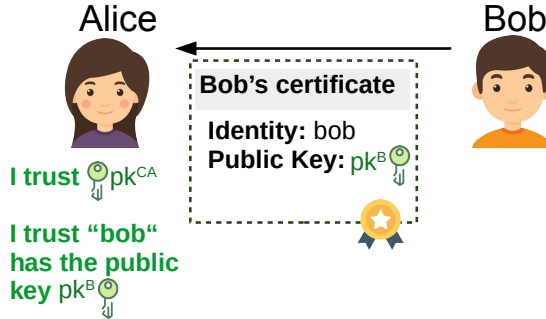 Alice
Bob
Bob's certificate
Identity: bob
Public Key: pkᴮ
I trust pkᶜᴬ
I trust “bob“
has the public
key pkᴮ